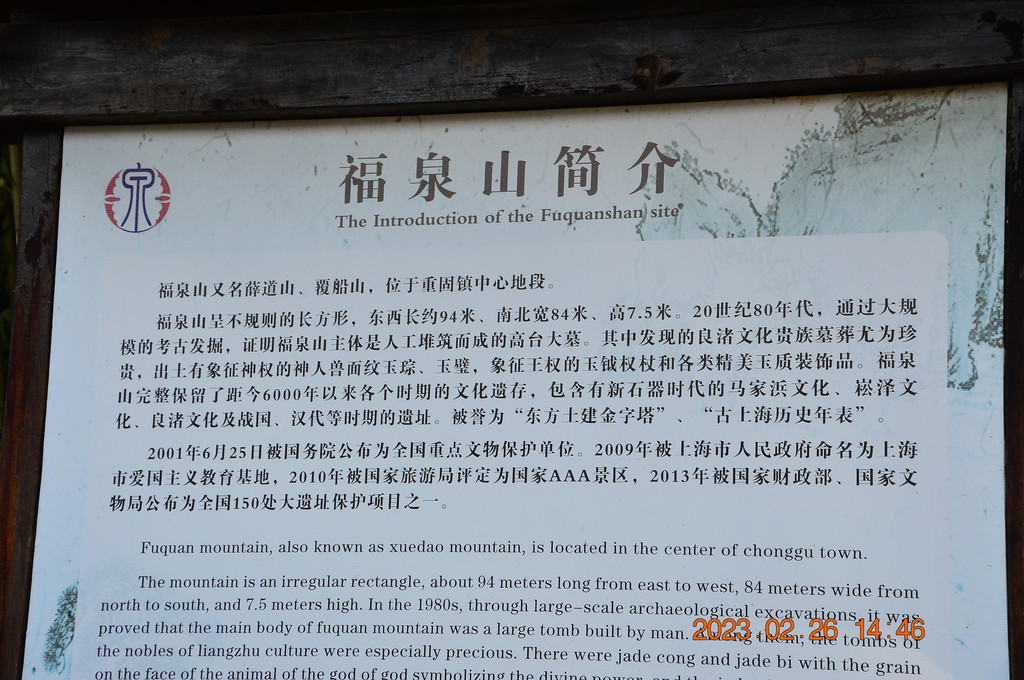 福泉山简介
The Introduction of the Fuquanshan site
福泉山又名薛道山、覆船山，位于重固镇中心地段。
福泉山呈不规则的长方形，东西长约94米、南北宽84米、高7.5米。20世纪80年代，通过大规
模的考古发掘，证明福泉山主体是人工堆筑而成的高台大墓。其中发现的良渚文化贵族墓葬尤为珍
贵，出土有象征神权的神人兽面纹玉琮、玉璧，象征王权的玉钺权杖和各类精美玉质装饰品。福泉
山完整保留了距今6000年以来各个时期的文化遗存，包含有新石器时代的马家浜文化、崧泽文
化、良渚文化及战国、汉代等时期的遗址。被誉为“东方土建金字塔”、“古上海历史年表”。
2001年6月25日被国务院公布为全国重点文物保护单位。2009年被上海市人民政府命名为上海
市爱国主义教育基地，2010年被国家旅游局评定为国家AAA景区，2013年被国家财政部、国家文
物局公布为全国150处大遗址保护项目之一。
Fuquan mountain, also known as xuedao mountain, is located in the center of chonggu town.
The mountain is an irregular rectangle, about 94 meters long from east to west, 84 meters wide from
north to south, and 7.5 meters high. In the 1980s, through large-scale archaeological excavations, it was
proved that the main body of fuquan mountain was a large tomb built by man. Among them, the tombs of
the nobles of liangzhu culture were especially precious. There were jade cong and jade bi with the grain
on the face of the animal of the god of god symbolizing the divine power, and the
2023.02.26 14:46